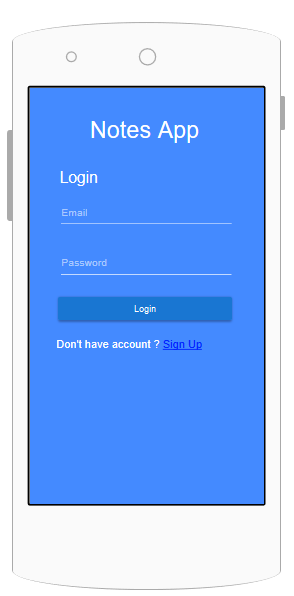 Notes App
Login
Email
Password
Login
Don't have account ? Sign Up